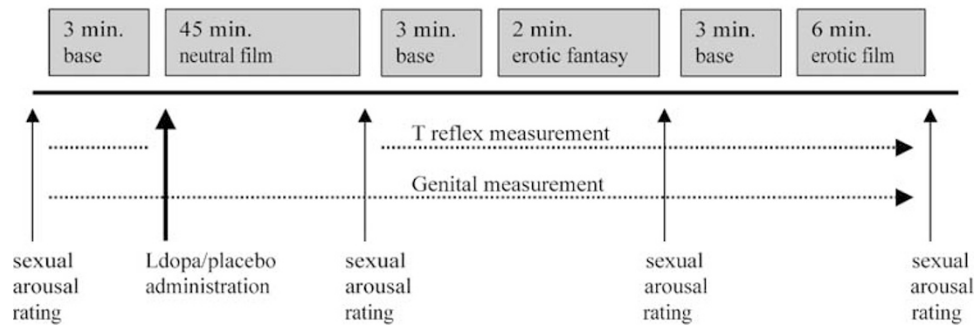 3 min.
base
45 min.
neutral film
3 min.
base
2 min.
erotic fantasy
3 min.
base
6 min.
erotic film
T reflex measurement
Genital measurement
sexual
arousal
rating
Ldopa/placebo
administration
sexual
arousal
rating
sexual
arousal
rating
sexual
arousal
rating